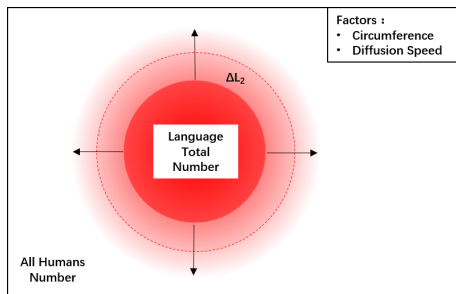 Factors：
• Circumference
• Diffusion Speed
ΔL₂
Language
Total
Number
All Humans
Number